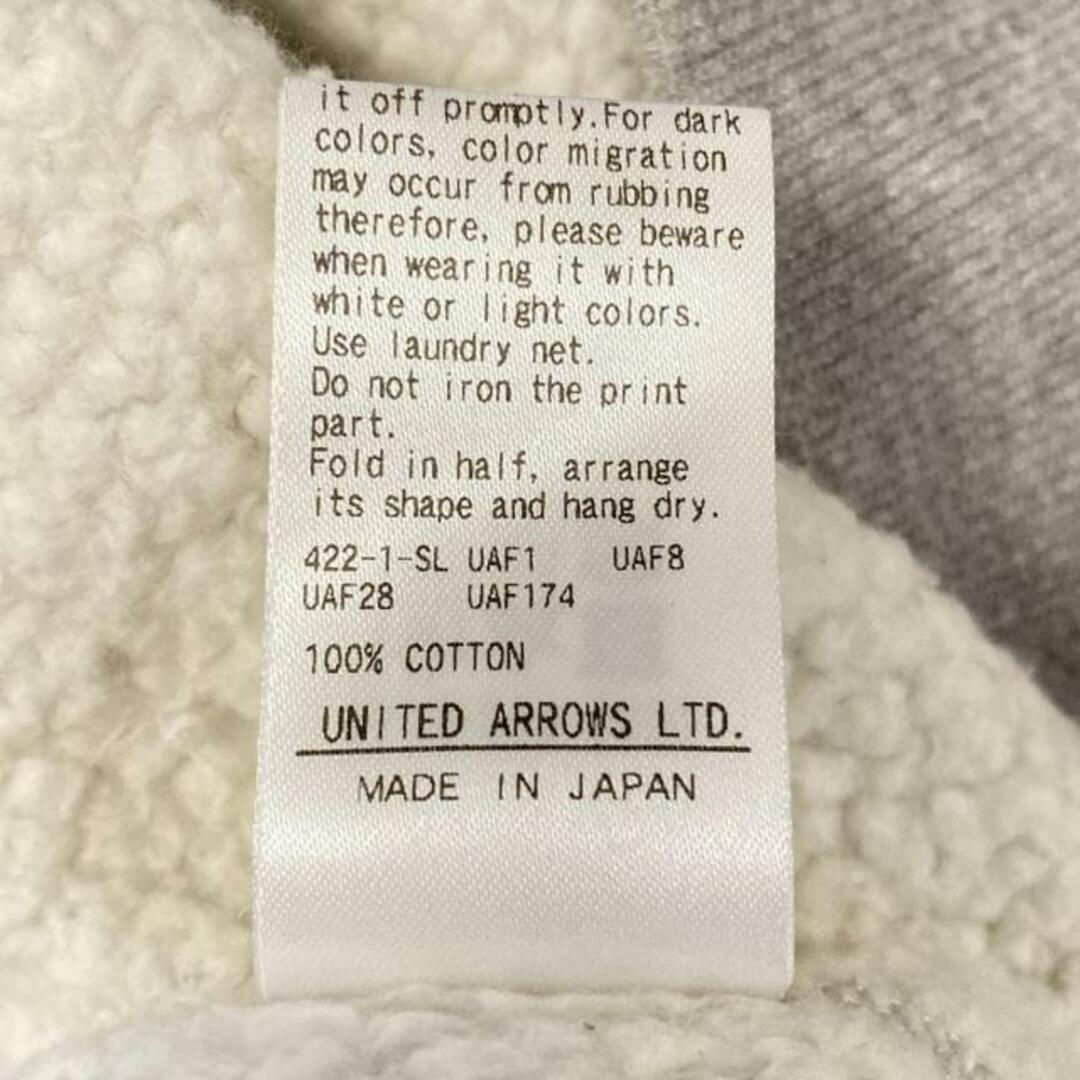 it off promptly.For dark
colors, color migration
may occur from rubbing
therefore, please beware
when wearing it with
white or light colors.
Use laundry net.
Do not iron the print
part.
Fold in half, arrange
its shape and hang dry.
422-1-SL UAF1 UAF8
UAF28 UAF174
100% COTTON
UNITED ARROWS LTD.
MADE IN JAPAN